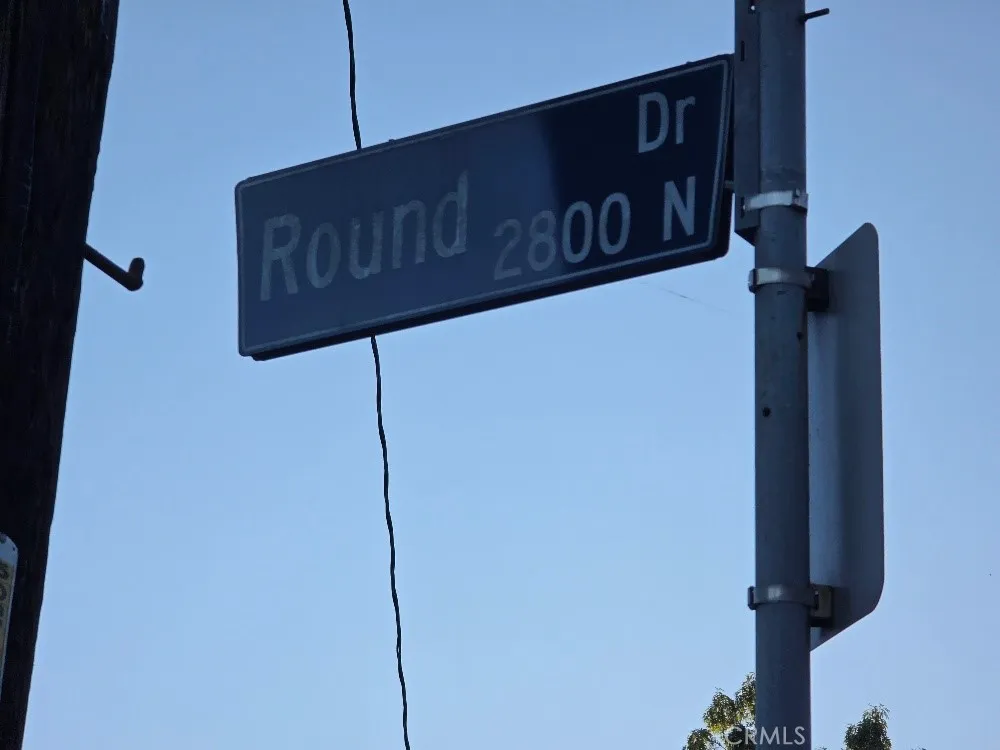 Round Dr
2800 N
CRMLS